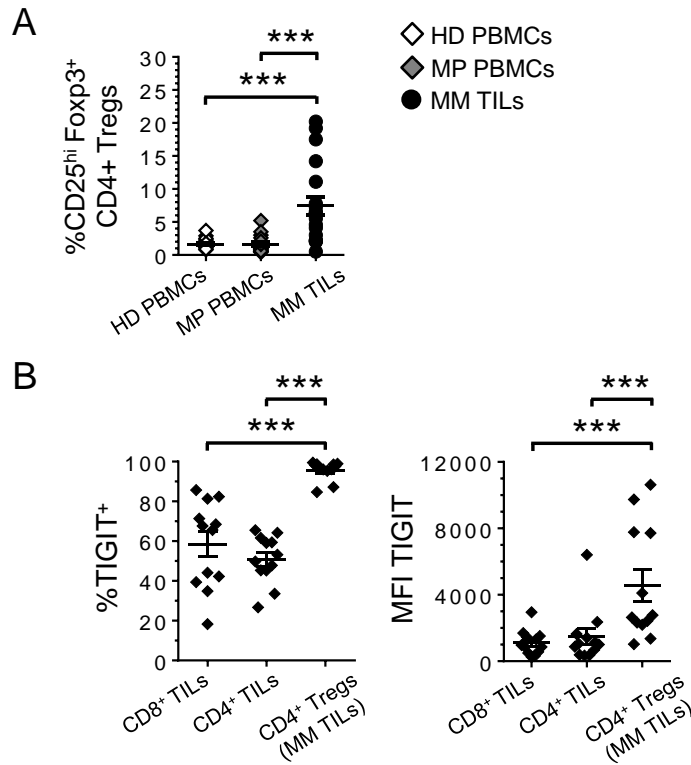 A
%CD25hi Foxp3+
CD4+ Tregs
30
25
20
15
10
5
0
***
***
HD PBMCs
MP PBMCs
MM TILs
HD PBMCs
MP PBMCs
MM TILs
B
%TIGIT+
100
80
60
40
20
0
***
***
CD8+ TILs
CD4+ TILs
CD4+ Tregs
(MM TILs)
MFI TIGIT
12000
8000
4000
0
***
***
CD8+ TILs
CD4+ TILs
CD4+ Tregs
(MM TILs)